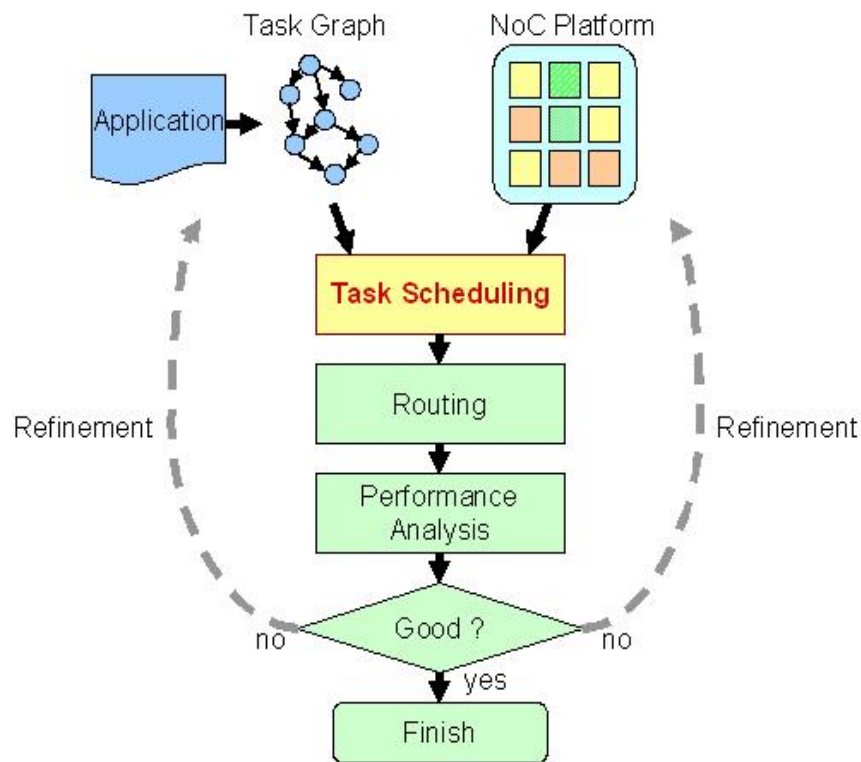 Task Graph
NoC Platform
Application
Task Scheduling
Routing
Refinement
Refinement
Performance
Analysis
Good ?
no
no
yes
Finish